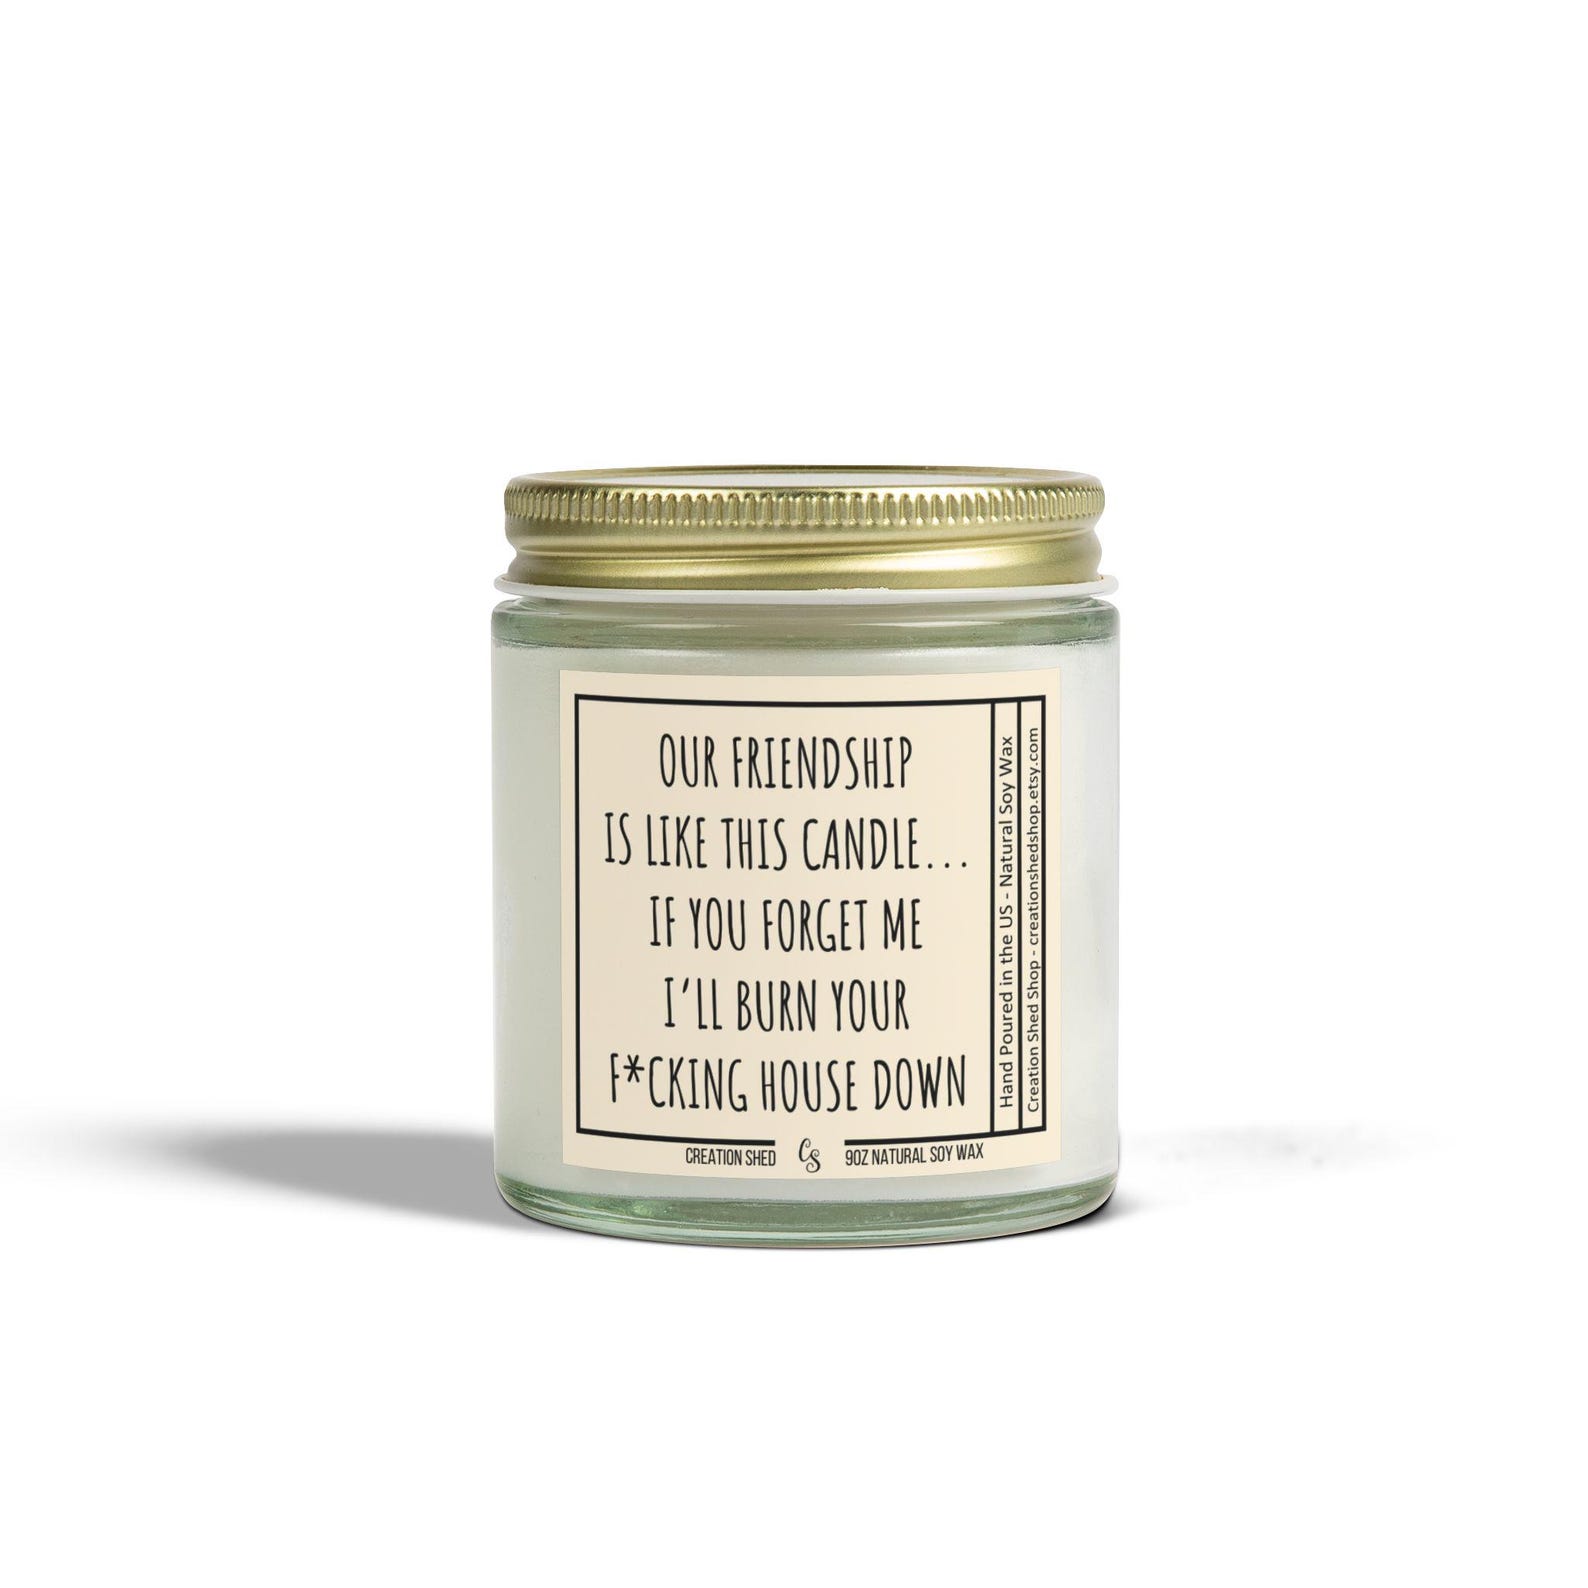 OUR FRIENDSHIP
IS LIKE THIS CANDLE...
IF YOU FORGET ME
I'LL BURN YOUR
F*CKING HOUSE DOWN
Hand Poured in the US - Natural Soy Wax
Creation Shed Shop - creationshedshop.etsy.com
CREATION SHED
CS
9OZ NATURAL SOY WAX